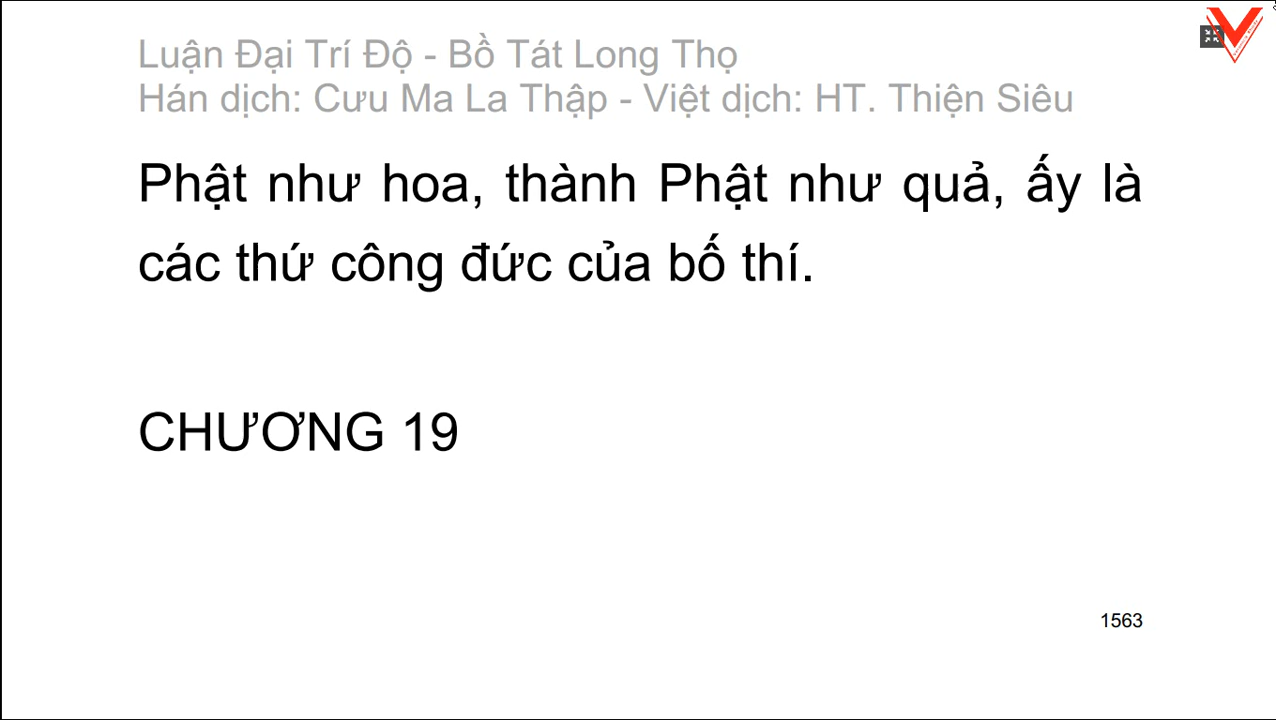 Luận Đại Trí Độ - Bồ Tát Long Thọ
Hán dịch: Cưu Ma La Thập - Việt dịch: HT. Thiện Siêu
Phật như hoa, thành Phật như quả, ấy là
các thứ công đức của bố thí.
CHƯƠNG 19
1563